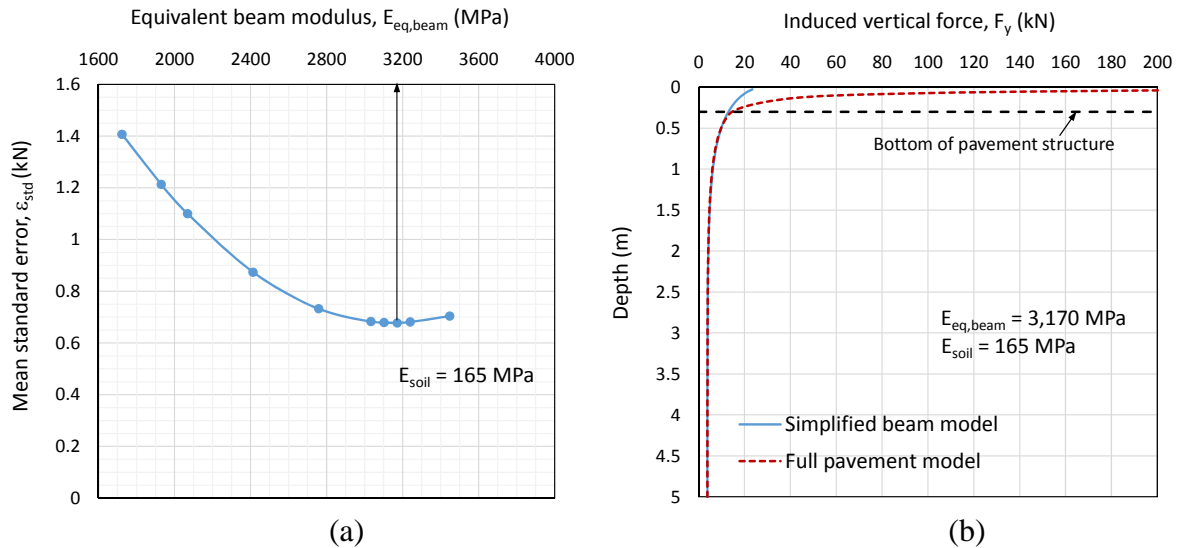 Equivalent beam modulus, E_eq,beam (MPa)
1600 2000 2400 2800 3200 3600 4000
Mean standard error, ε_std (kN)
1.6
1.4
1.2
1
0.8
0.6
0.4
0.2
0
E_soil = 165 MPa
(a)
Induced vertical force, F_y (kN)
0 20 40 60 80 100 120 140 160 180 200
Depth (m)
0
0.5
1
1.5
2
2.5
3
3.5
4
4.5
5
Bottom of pavement structure
E_eq,beam = 3,170 MPa
E_soil = 165 MPa
Simplified beam model
Full pavement model
(b)